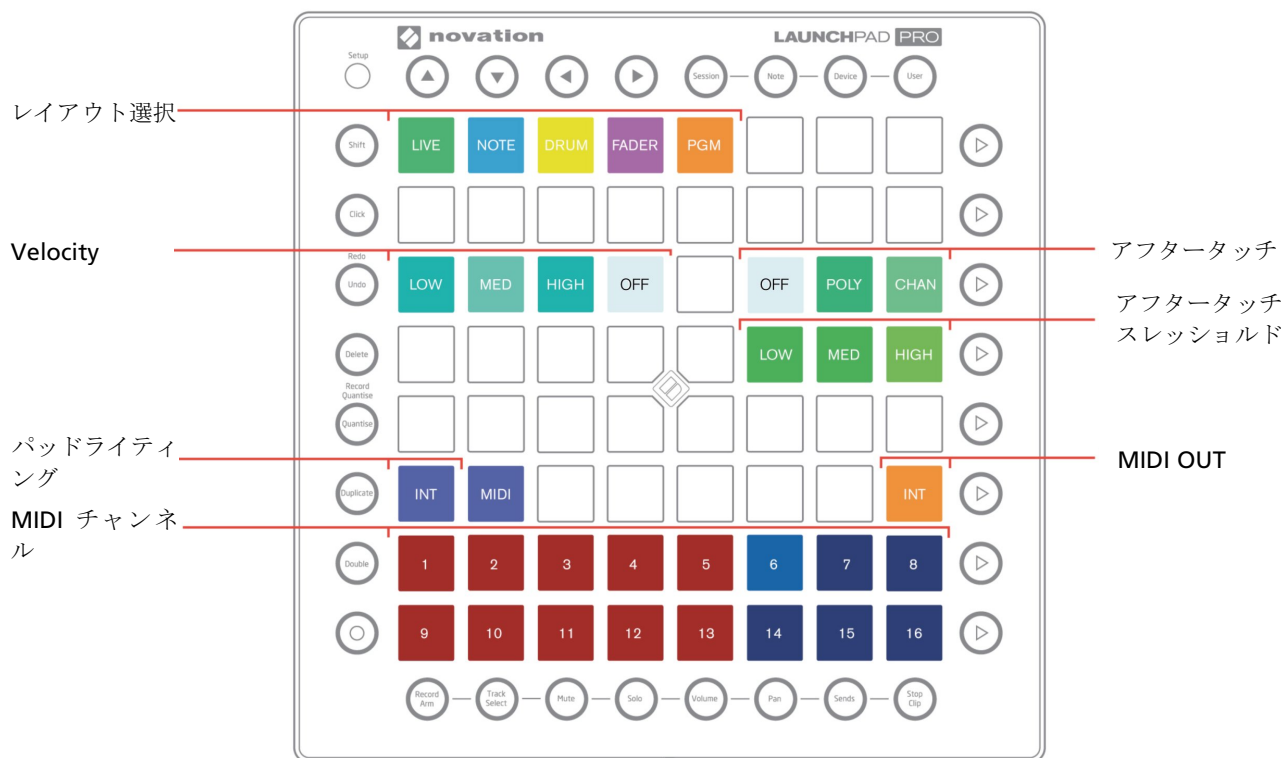 novation
LAUNCHPAD PRO
Setup
Session
Note
Device
User
レイアウト選択
Shift
LIVE
NOTE
DRUM
FADER
PGM
Click
Velocity
Redo
Undo
LOW
MED
HIGH
OFF
OFF
POLY
CHAN
アフタータッチ
アフタータッチ
スレッショルド
Delete
LOW
MED
HIGH
Record
Quantise
Quantise
パッドライティ
ング
Duplicate
INT
MIDI
INT
MIDI OUT
MIDI チャンネ
ル
Double
1
2
3
4
5
6
7
8
9
10
11
12
13
14
15
16
Record
Arm
Track
Select
Mute
Solo
Volume
Pan
Sends
Stop
Clip